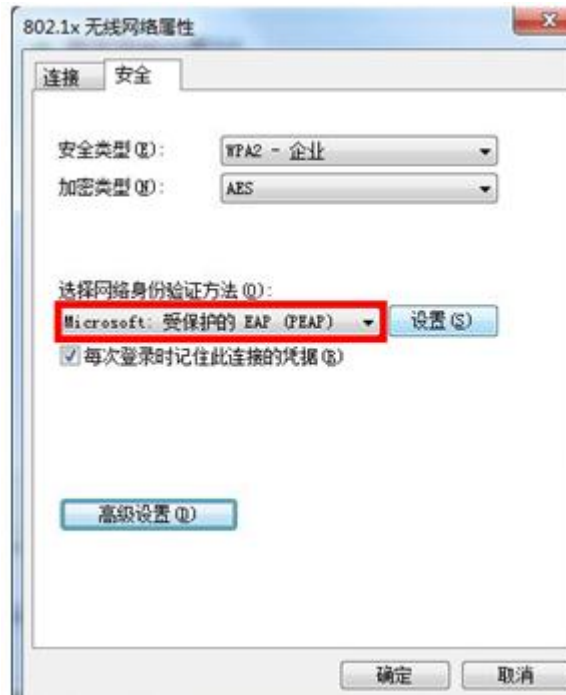 802.1x 无线网络属性
连接 安全
安全类型(E): WPA2 - 企业
加密类型(N): AES
选择网络身份验证方法(O):
Microsoft: 受保护的 EAP (PEAP) 设置(S)
每次登录时记住此连接的凭据(R)
高级设置(D)
确定 取消